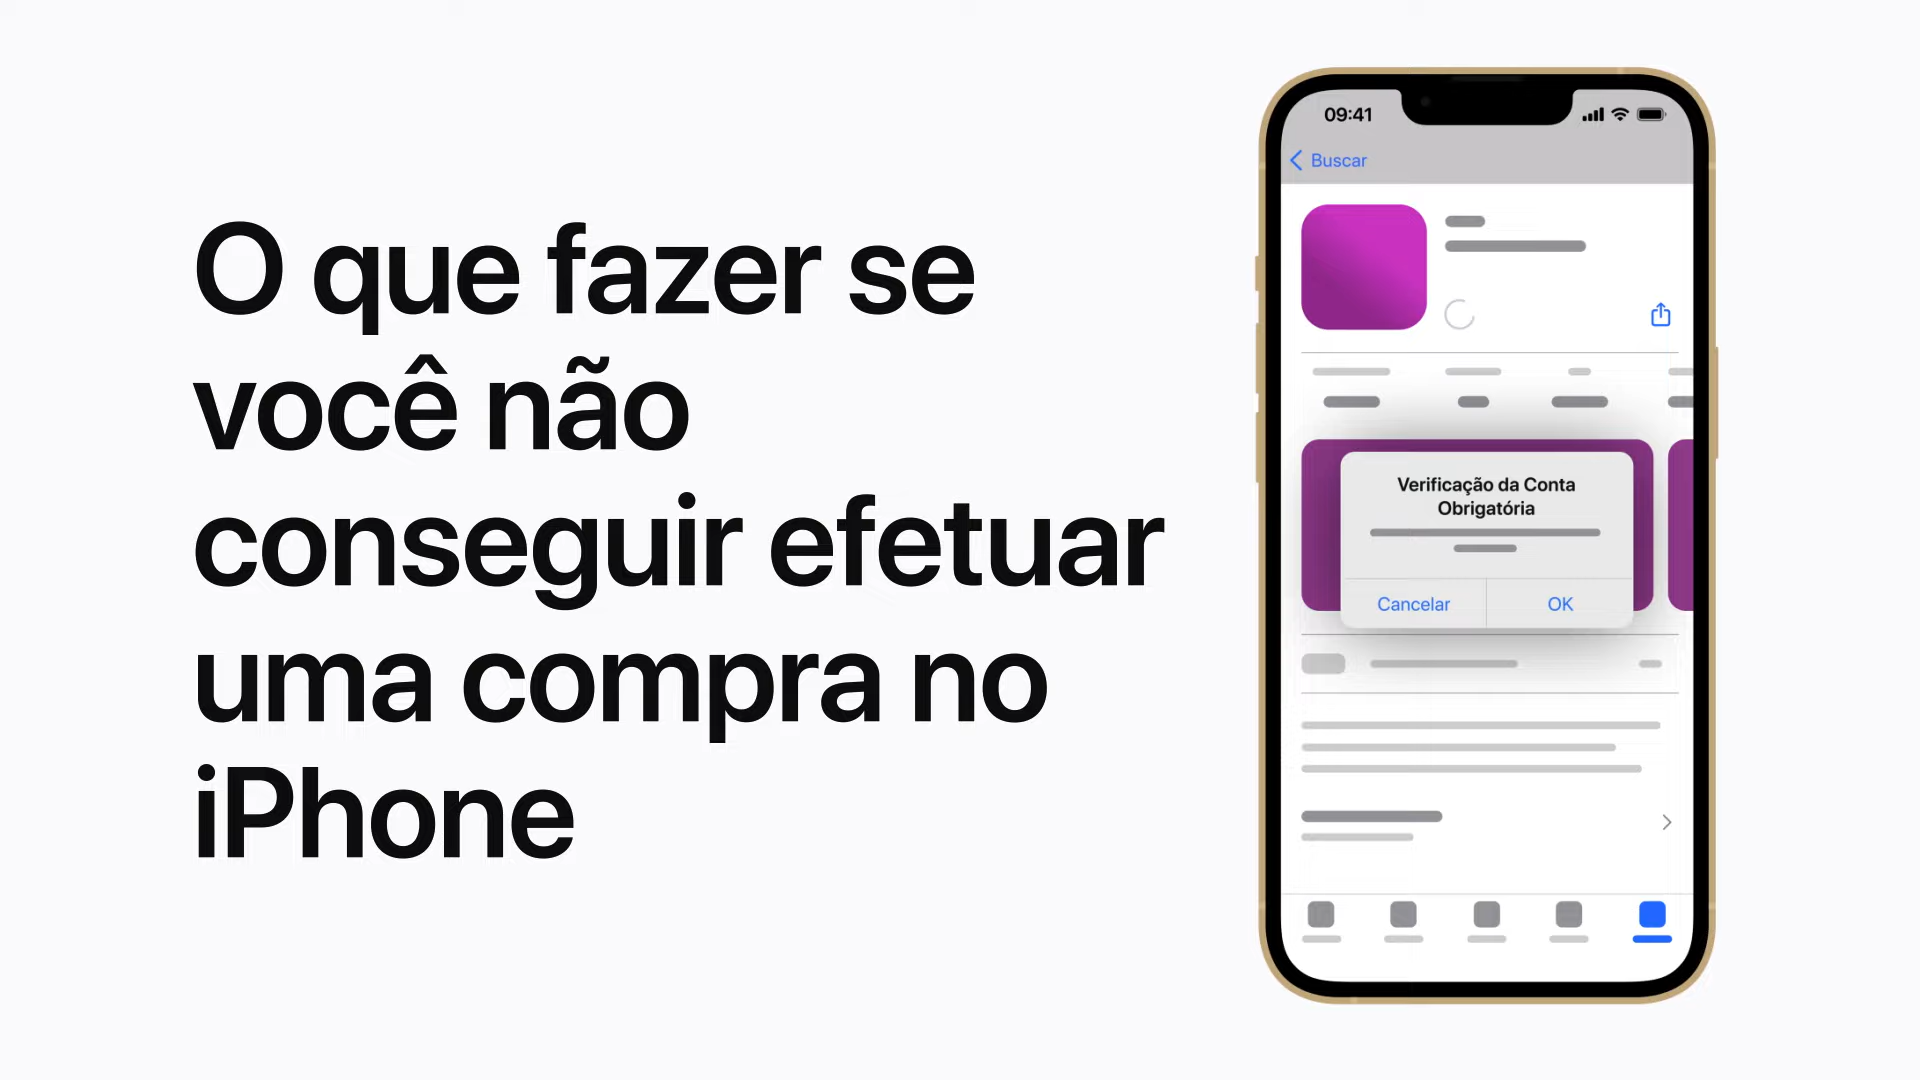 O que fazer se
você não
conseguir efetuar
uma compra no
iPhone
09:41
Buscar
Verificação da Conta
Obrigatória
Cancelar
OK